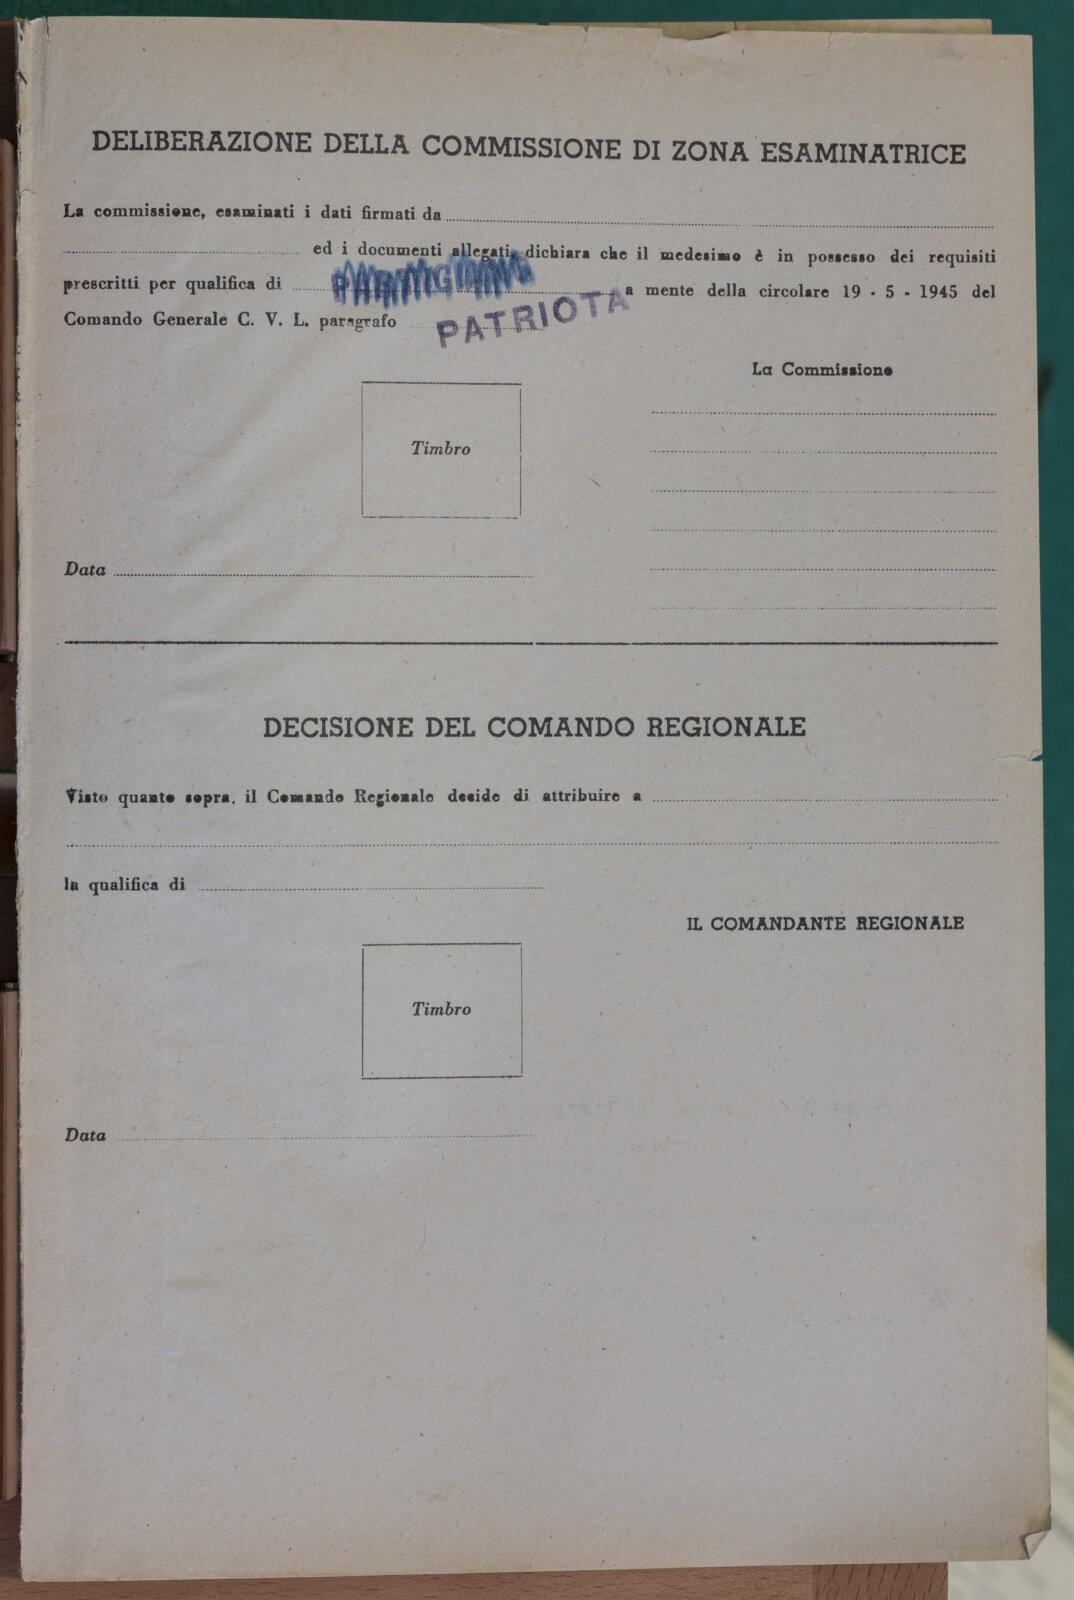 DELIBERAZIONE DELLA COMMISSIONE DI ZONA ESAMINATRICE
La commissione, esaminati i dati firmati da
ed i documenti allegati, dichiara che il medesimo è in possesso dei requisiti
prescritti per qualifica di PARTIGIANO a mente della circolare 19 - 5 - 1945 del
PATRIOTA
Comando Generale C. V. L. paragrafo
La Commissione
Timbro
Data
DECISIONE DEL COMANDO REGIONALE
Visto quanto sopra, il Comando Regionale decide di attribuire a
la qualifica di
IL COMANDANTE REGIONALE
Timbro
Data